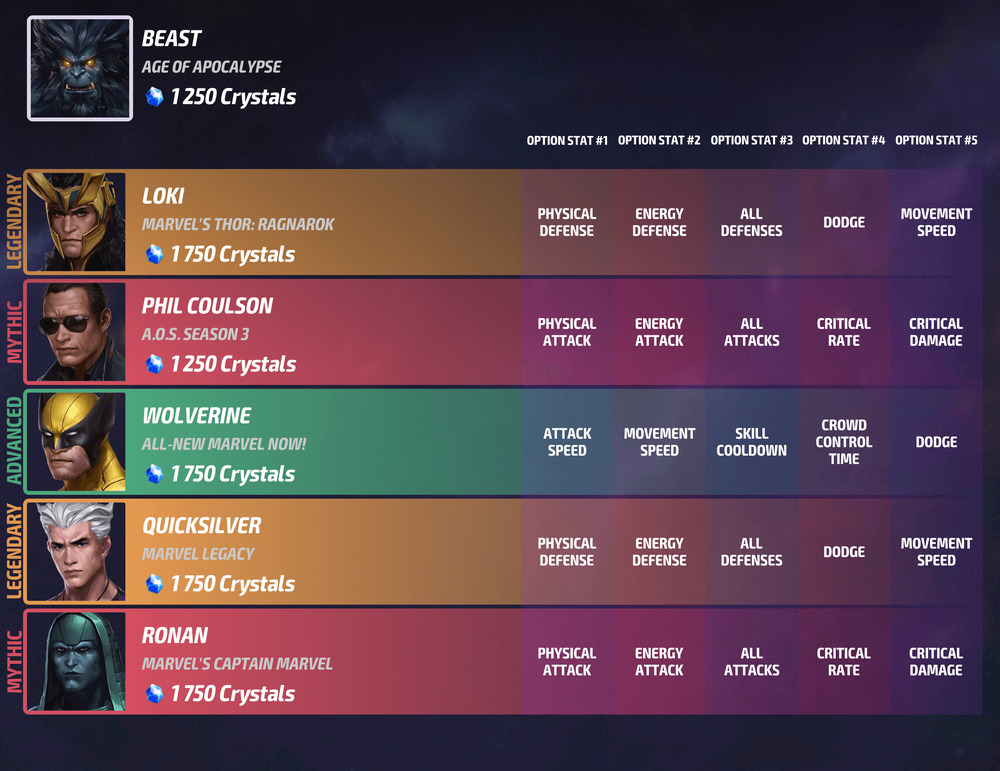 BEAST
AGE OF APOCALYPSE
1 250 Crystals
OPTION STAT #1 OPTION STAT #2 OPTION STAT #3 OPTION STAT #4 OPTION STAT #5
LEGENDARY
LOKI
MARVEL'S THOR: RAGNAROK
1 750 Crystals
PHYSICAL DEFENSE
ENERGY DEFENSE
ALL DEFENSES
DODGE
MOVEMENT SPEED
MYTHIC
PHIL COULSON
A.O.S. SEASON 3
1 250 Crystals
PHYSICAL ATTACK
ENERGY ATTACK
ALL ATTACKS
CRITICAL RATE
CRITICAL DAMAGE
ADVANCED
WOLVERINE
ALL-NEW MARVEL NOW!
1 750 Crystals
ATTACK SPEED
MOVEMENT SPEED
SKILL COOLDOWN
CROWD CONTROL TIME
DODGE
LEGENDARY
QUICKSILVER
MARVEL LEGACY
1 750 Crystals
PHYSICAL DEFENSE
ENERGY DEFENSE
ALL DEFENSES
DODGE
MOVEMENT SPEED
MYTHIC
RONAN
MARVEL'S CAPTAIN MARVEL
1 750 Crystals
PHYSICAL ATTACK
ENERGY ATTACK
ALL ATTACKS
CRITICAL RATE
CRITICAL DAMAGE